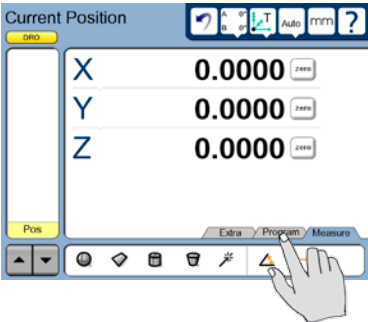 Current Position
A 0°
B 0°
T
Auto
mm
?
DRO
X 0.0000 zero
Y 0.0000 zero
Z 0.0000 zero
Pos
Extra Program Measure